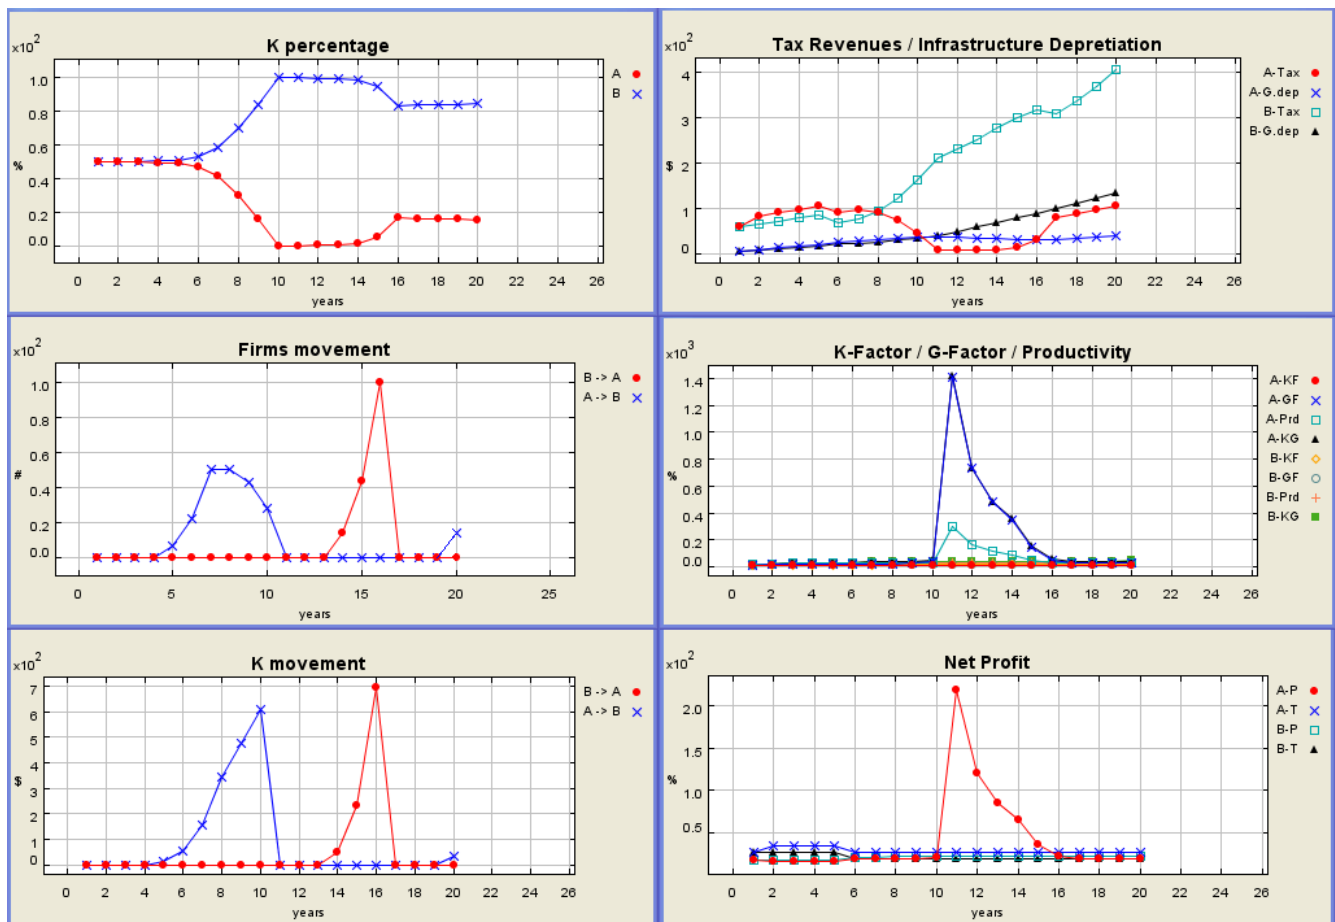 K percentage
x10²
1.0
0.8
0.6
0.4
0.2
0.0
%
0 2 4 6 8 10 12 14 16 18 20 22 24 26
years
A
B
Tax Revenues / Infrastructure Depretiation
x10²
4
3
2
1
0
$
0 2 4 6 8 10 12 14 16 18 20 22 24 26
years
A-Tax
A-G.dep
B-Tax
B-G.dep
Firms movement
x10²
1.0
0.8
0.6
0.4
0.2
0.0
#
0 5 10 15 20 25
years
B -> A
A -> B
K-Factor / G-Factor / Productivity
x10³
1.4
1.2
1.0
0.8
0.6
0.4
0.2
0.0
%
0 2 4 6 8 10 12 14 16 18 20 22 24 26
years
A-KF
A-GF
A-Prd
A-KG
B-KF
B-GF
B-Prd
B-KG
K movement
x10²
7
6
5
4
3
2
1
0
$
0 2 4 6 8 10 12 14 16 18 20 22 24 26
years
B -> A
A -> B
Net Profit
x10²
2.0
1.5
1.0
0.5
%
0 2 4 6 8 10 12 14 16 18 20 22 24 26
years
A-P
A-T
B-P
B-T